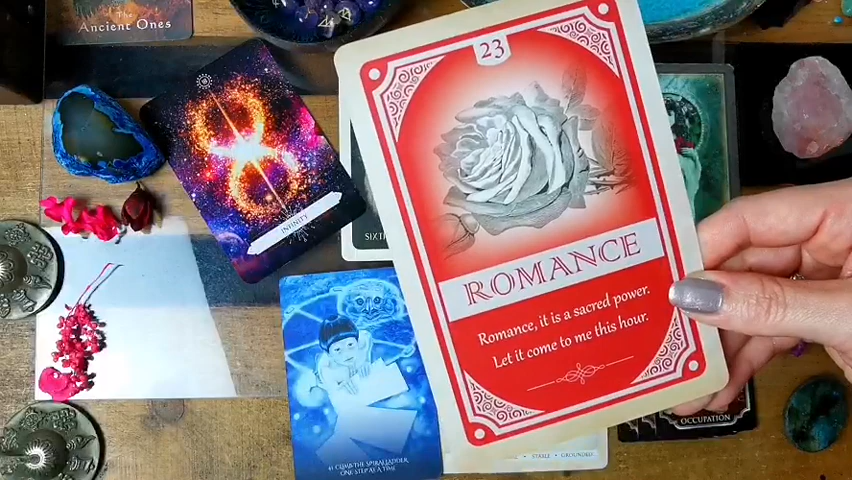 The
Ancient Ones
23
INFINITY
SIXT
ROMANCE
Romance, it is a sacred power.
Let it come to me this hour.
41 CLIMB THE SPIRAL LADDER
ONE STEP AT A TIME
STABLE
GROUNDED
OCCUPATION